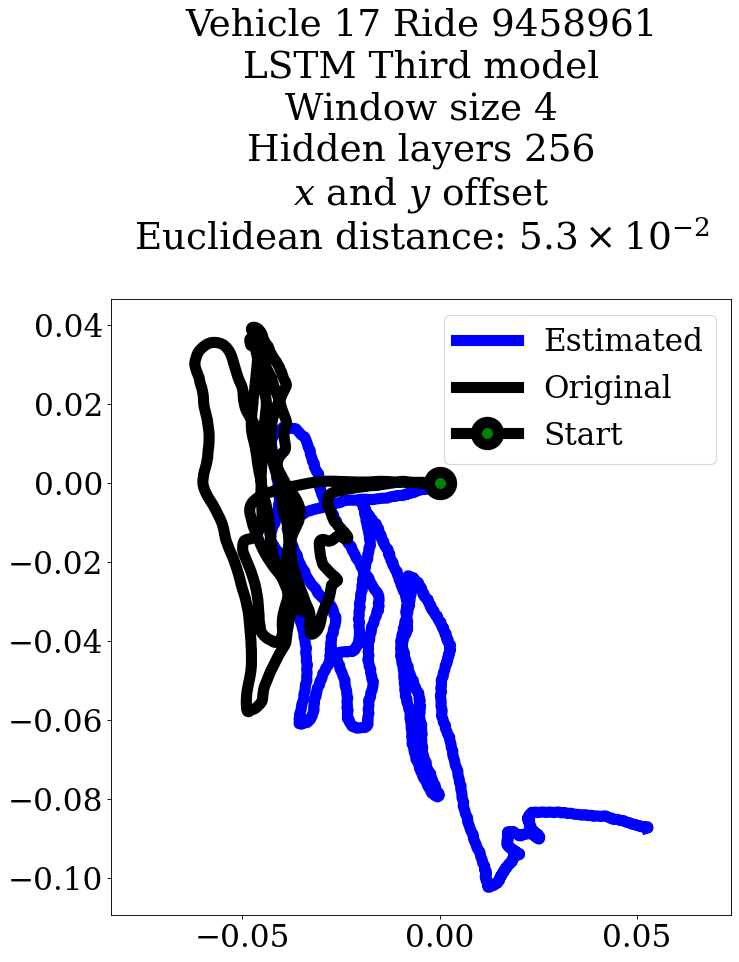 Vehicle 17 Ride 9458961
LSTM Third model
Window size 4
Hidden layers 256
x and y offset
Euclidean distance: 5.3 × 10⁻²
Estimated
Original
Start
0.04
0.02
0.00
−0.02
−0.04
−0.06
−0.08
−0.10
−0.05
0.00
0.05